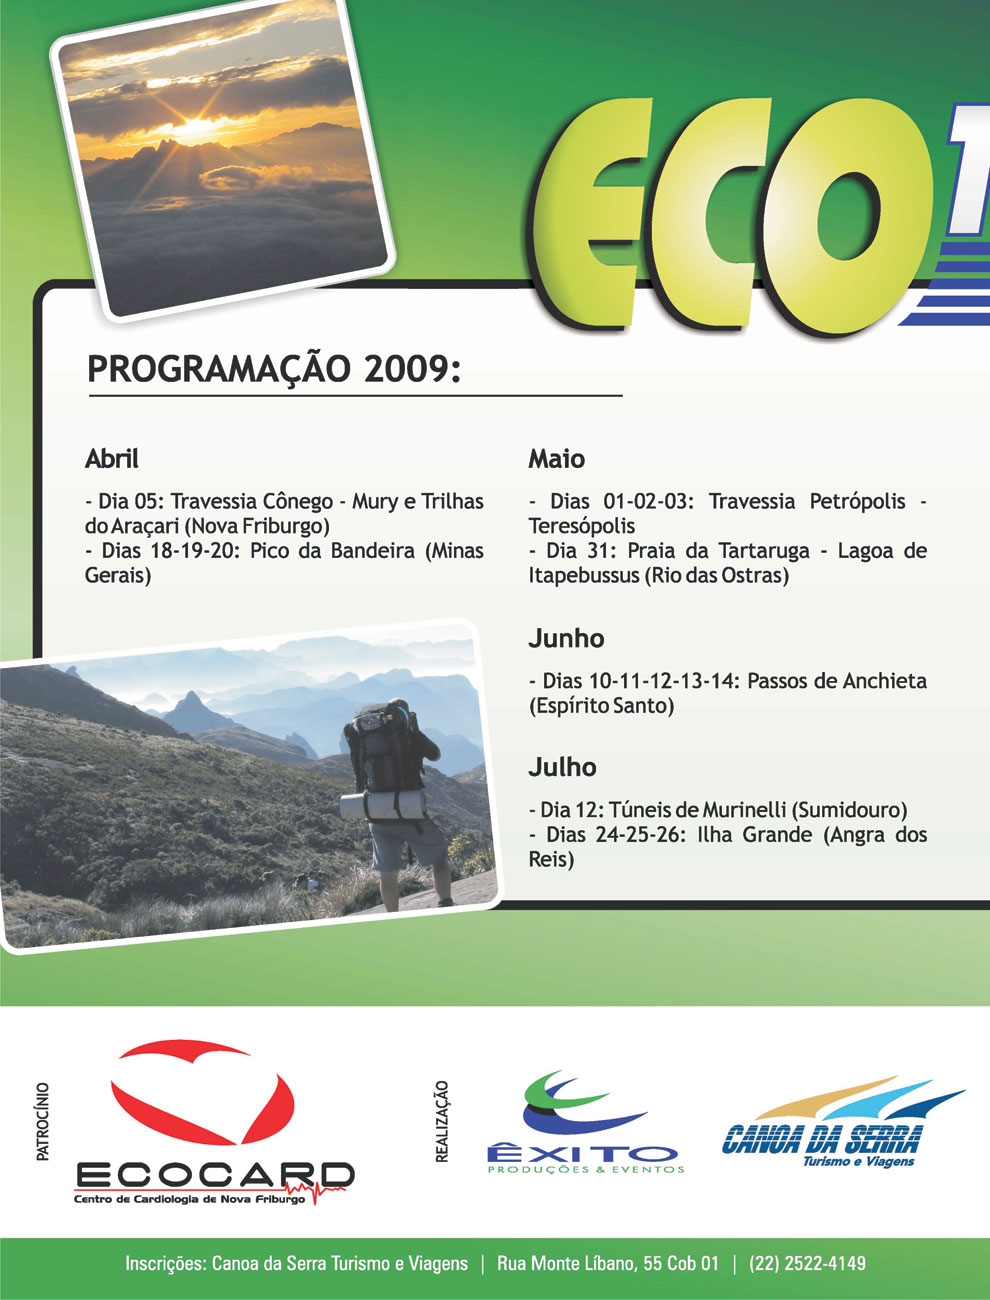 ECO
PROGRAMAÇÃO 2009:
Abril
- Dia 05: Travessia Cônego - Mury e Trilhas
do Araçari (Nova Friburgo)
- Dias 18-19-20: Pico da Bandeira (Minas
Gerais)
Maio
- Dias 01-02-03: Travessia Petrópolis -
Teresópolis
- Dia 31: Praia da Tartaruga - Lagoa de
Itapebussus (Rio das Ostras)
Junho
- Dias 10-11-12-13-14: Passos de Anchieta
(Espírito Santo)
Julho
- Dia 12: Túneis de Murinelli (Sumidouro)
- Dias 24-25-26: Ilha Grande (Angra dos
Reis)
PATROCÍNIO
ECOCARD
Centro de Cardiologia de Nova Friburgo
REALIZAÇÃO
ÊXITO
PRODUÇÕES & EVENTOS
CANOA DA SERRA
Turismo e Viagens
Inscrições: Canoa da Serra Turismo e Viagens | Rua Monte Líbano, 55 Cob 01 | (22) 2522-4149